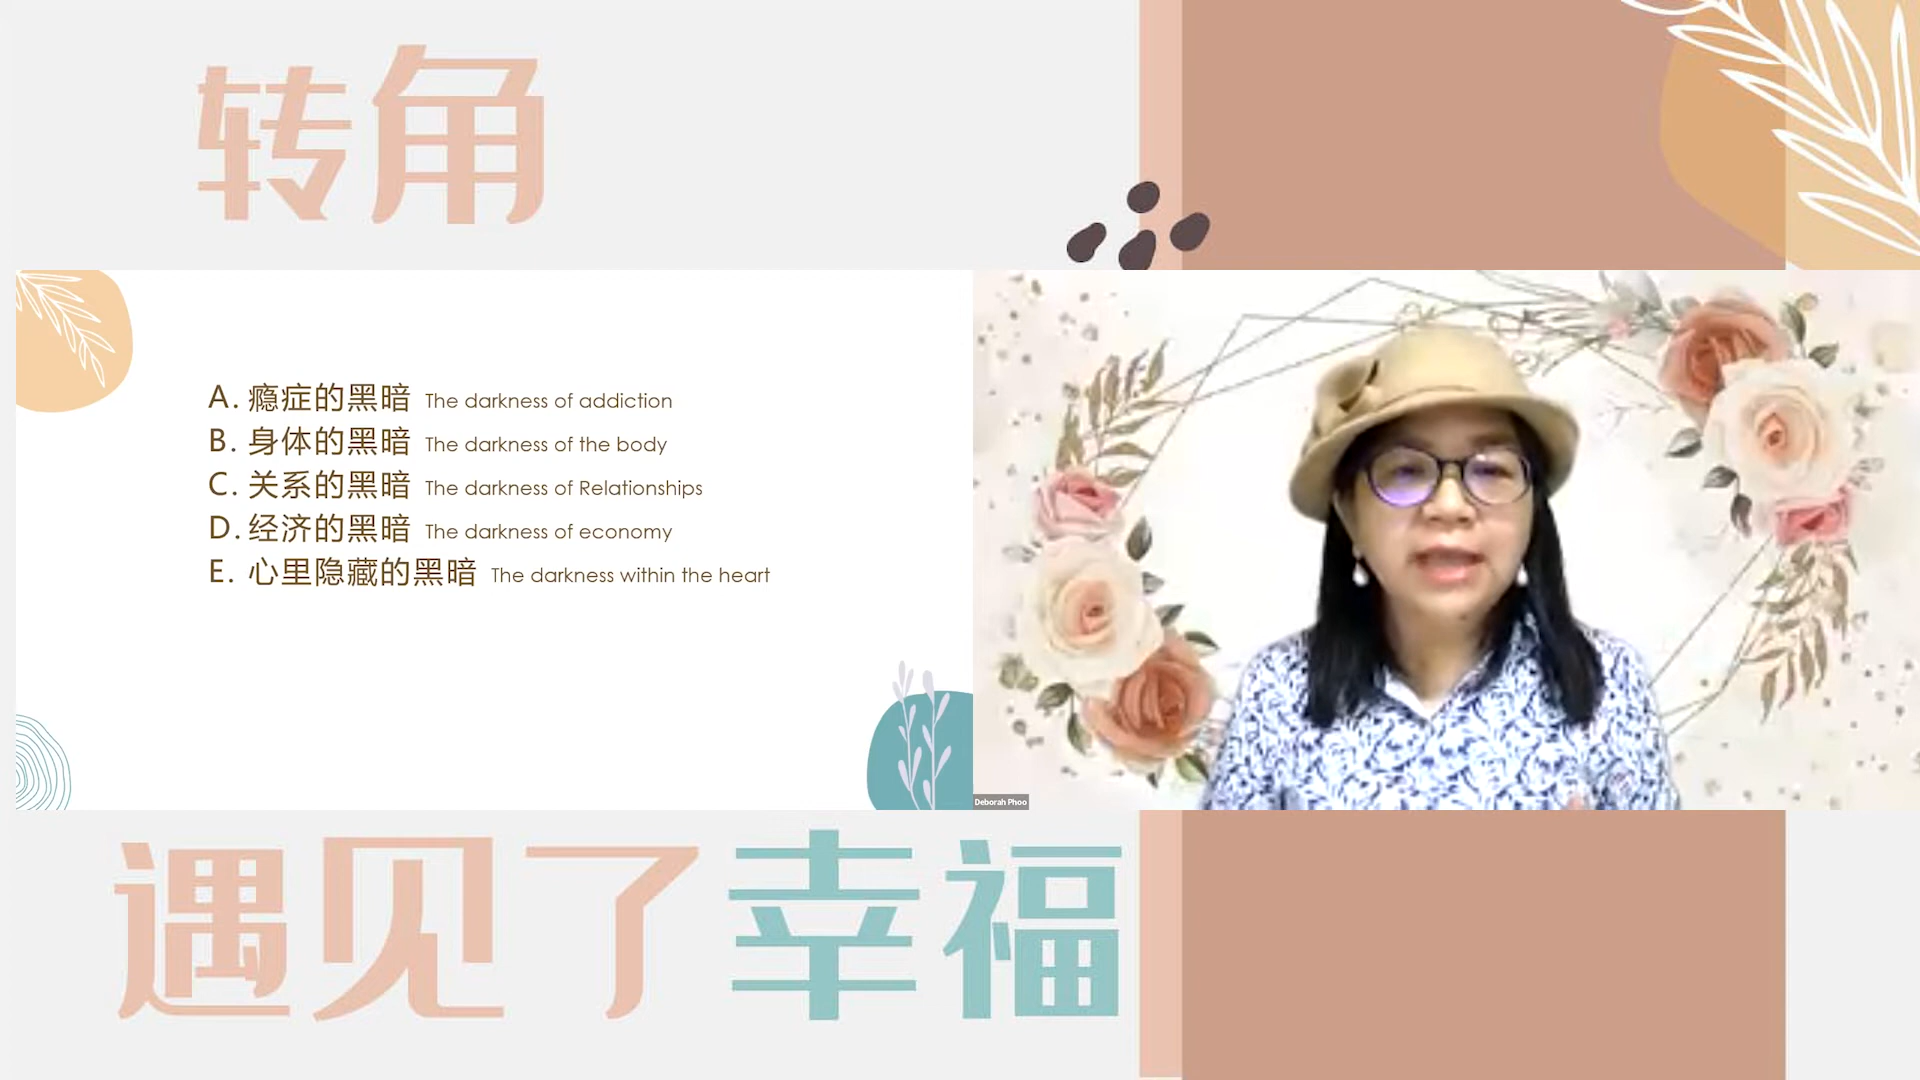 转角
A. 瘾症的黑暗 The darkness of addiction
B. 身体的黑暗 The darkness of the body
C. 关系的黑暗 The darkness of Relationships
D. 经济的黑暗 The darkness of economy
E. 心里隐藏的黑暗 The darkness within the heart
Deborah Phoo
遇见了幸福